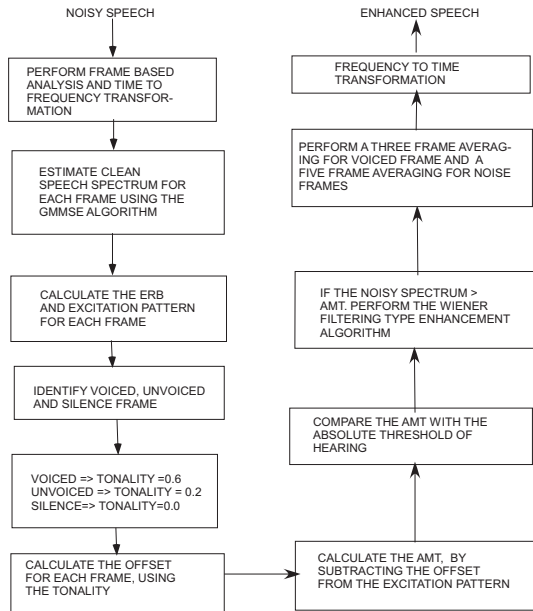 NOISY SPEECH
PERFORM FRAME BASED
ANALYSIS AND TIME TO
FREQUENCY TRANSFOR-
MATION
ESTIMATE CLEAN
SPEECH SPECTRUM FOR
EACH FRAME USING THE
GMMSE ALGORITHM
CALCULATE THE ERB
AND EXCITATION PATTERN
FOR EACH FRAME
IDENTIFY VOICED, UNVOICED
AND SILENCE FRAME
VOICED => TONALITY =0.6
UNVOICED => TONALITY = 0.2
SILENCE=> TONALITY=0.0
CALCULATE THE OFFSET
FOR EACH FRAME, USING
THE TONALITY
CALCULATE THE AMT, BY
SUBTRACTING THE OFFSET
FROM THE EXCITATION PATTERN
COMPARE THE AMT WITH THE
ABSOLUTE THRESHOLD OF
HEARING
IF THE NOISY SPECTRUM >
AMT. PERFORM THE WIENER
FILTERING TYPE ENHANCEMENT
ALGORITHM
PERFORM A THREE FRAME AVERAG-
ING FOR VOICED FRAME AND A
FIVE FRAME AVERAGING FOR NOISE
FRAMES
FREQUENCY TO TIME
TRANSFORMATION
ENHANCED SPEECH